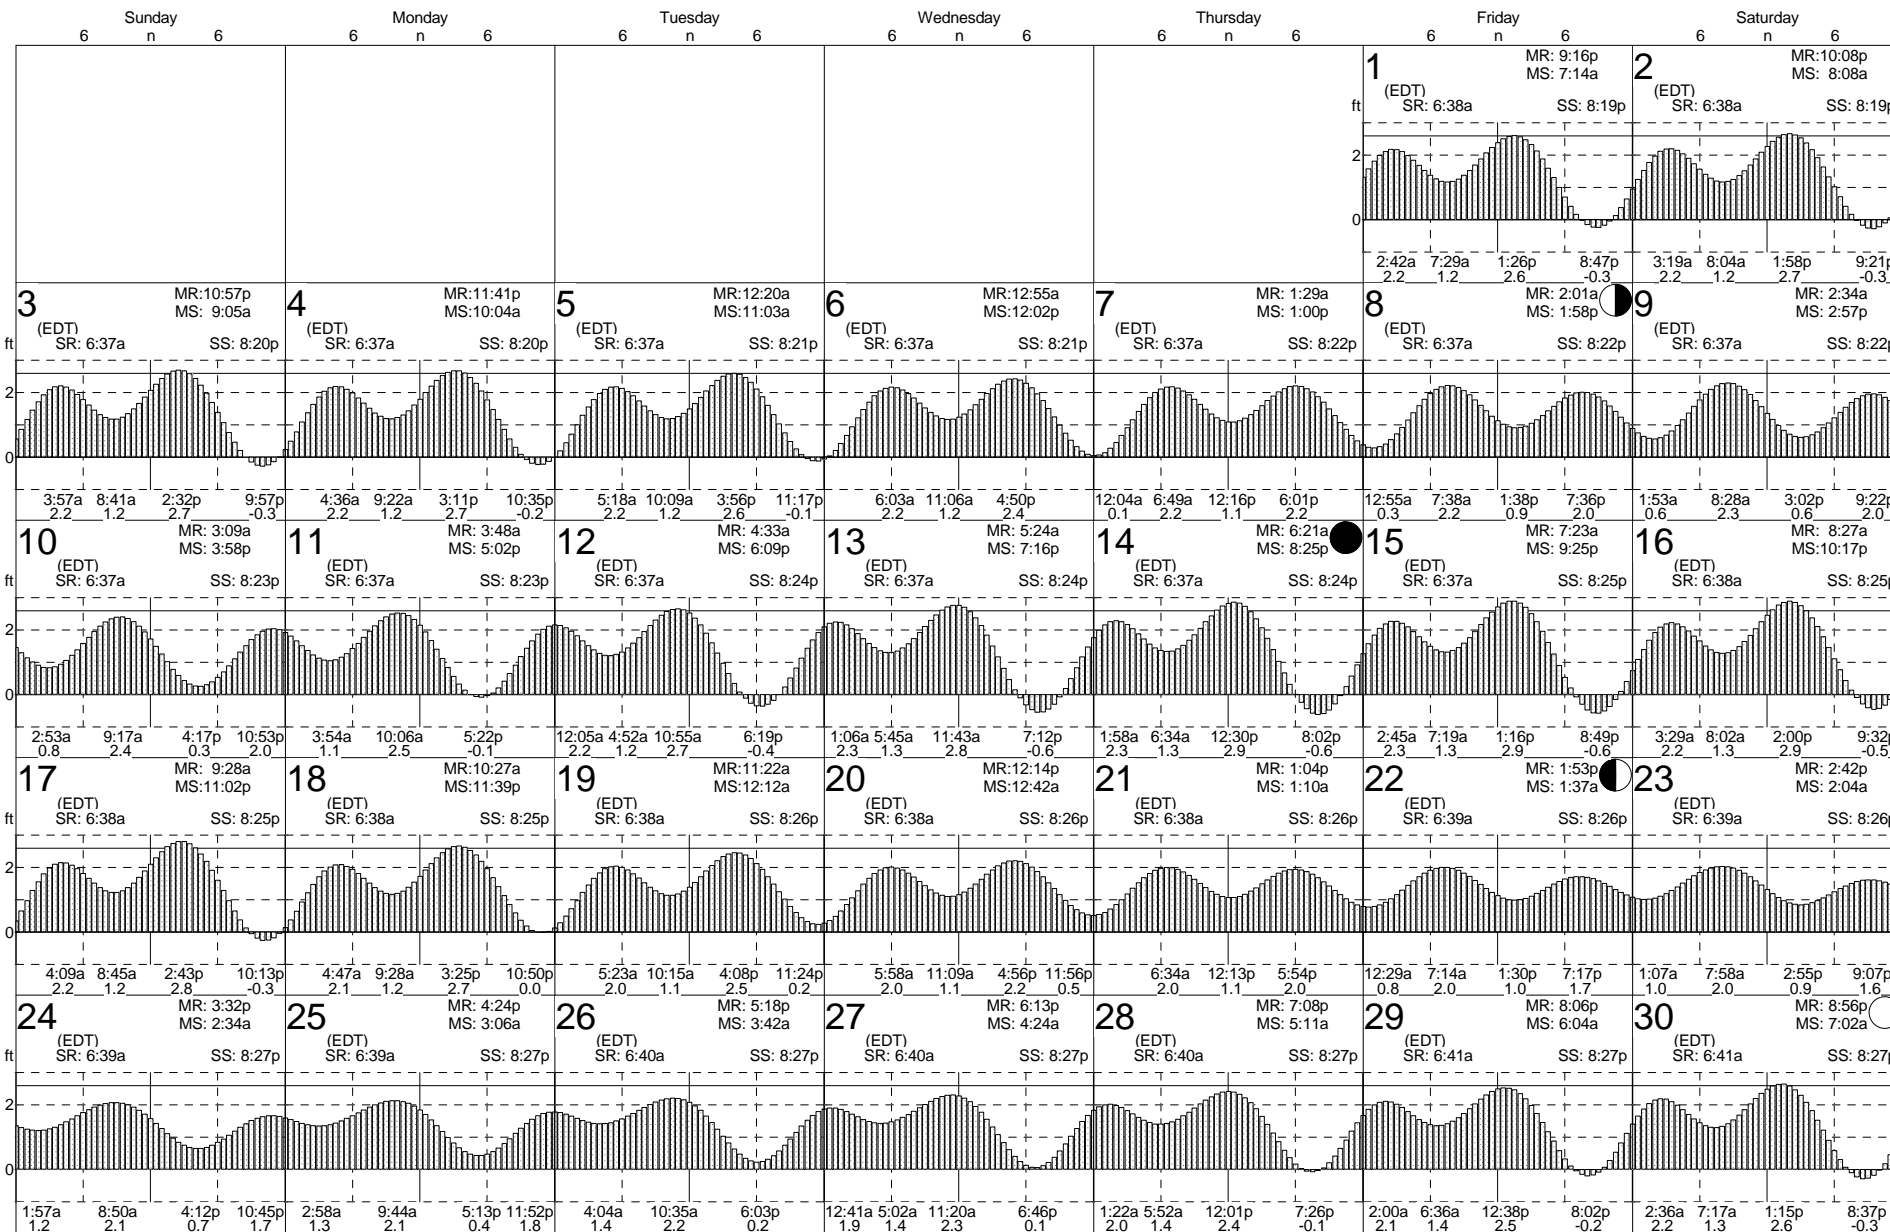 Sunday Monday Tuesday Wednesday Thursday Friday Saturday
6 n 6 6 n 6 6 n 6 6 n 6 6 n 6 6 n 6 6 n 6
1 MR: 9:16p 2 MR:10:08p
MS: 7:14a MS: 8:08a
(EDT) (EDT)
ft SR: 6:38a SS: 8:19p SR: 6:38a SS: 8:19p
2
0
2:42a 7:29a 1:26p 8:47p 3:19a 8:04a 1:58p 9:21p
2.2 1.2 2.6 -0.3 2.2 1.2 2.7 -0.3
3 MR:10:57p 4 MR:11:41p 5 MR:12:20a 6 MR:12:55a 7 MR: 1:29a 8 MR: 2:01a 9 MR: 2:34a
MS: 9:05a MS:10:04a MS:11:03a MS:12:02p MS: 1:00p MS: 1:58p MS: 2:57p
(EDT) (EDT) (EDT) (EDT) (EDT) (EDT) (EDT)
ft SR: 6:37a SS: 8:20p SR: 6:37a SS: 8:20p SR: 6:37a SS: 8:21p SR: 6:37a SS: 8:21p SR: 6:37a SS: 8:22p SR: 6:37a SS: 8:22p SR: 6:37a SS: 8:22p
2
0
3:57a 8:41a 2:32p 9:57p 4:36a 9:22a 3:11p 10:35p 5:18a 10:09a 3:56p 11:17p 6:03a 11:06a 4:50p 12:04a 6:49a 12:16p 6:01p 12:55a 7:38a 1:38p 7:36p 1:53a 8:28a 3:02p 9:22p
2.2 1.2 2.7 -0.3 2.2 1.2 2.7 -0.2 2.2 1.2 2.6 -0.1 2.2 1.2 2.4 0.1 2.2 1.1 2.2 0.3 2.2 0.9 2.0 0.6 2.3 0.6 2.0
10 MR: 3:09a 11 MR: 3:48a 12 MR: 4:33a 13 MR: 5:24a 14 MR: 6:21a 15 MR: 7:23a 16 MR: 8:27a
MS: 3:58p MS: 5:02p MS: 6:09p MS: 7:16p MS: 8:25p MS: 9:25p MS:10:17p
(EDT) (EDT) (EDT) (EDT) (EDT) (EDT) (EDT)
ft SR: 6:37a SS: 8:23p SR: 6:37a SS: 8:23p SR: 6:37a SS: 8:24p SR: 6:37a SS: 8:24p SR: 6:37a SS: 8:24p SR: 6:37a SS: 8:25p SR: 6:38a SS: 8:25p
2
0
2:53a 9:17a 4:17p 10:53p 3:54a 10:06a 5:22p 12:05a 4:52a 10:55a 6:19p 1:06a 5:45a 11:43a 7:12p 1:58a 6:34a 12:30p 8:02p 2:45a 7:19a 1:16p 8:49p 3:29a 8:02a 2:00p 9:32p
0.8 2.4 0.3 2.0 1.1 2.5 -0.1 2.2 1.2 2.7 -0.4 2.3 1.3 2.8 -0.6 2.3 1.3 2.9 -0.6 2.3 1.3 2.9 -0.6 2.2 1.3 2.9 -0.5
17 MR: 9:28a 18 MR:10:27a 19 MR:11:22a 20 MR:12:14p 21 MR: 1:04p 22 MR: 1:53p 23 MR: 2:42p
MS:11:02p MS:11:39p MS:12:12a MS:12:42a MS: 1:10a MS: 1:37a MS: 2:04a
(EDT) (EDT) (EDT) (EDT) (EDT) (EDT) (EDT)
ft SR: 6:38a SS: 8:25p SR: 6:38a SS: 8:25p SR: 6:38a SS: 8:26p SR: 6:38a SS: 8:26p SR: 6:38a SS: 8:26p SR: 6:39a SS: 8:26p SR: 6:39a SS: 8:26p
2
0
4:09a 8:45a 2:43p 10:13p 4:47a 9:28a 3:25p 10:50p 5:23a 10:15a 4:08p 11:24p 5:58a 11:09a 4:56p 11:56p 6:34a 12:13p 5:54p 12:29a 7:14a 1:30p 7:17p 1:07a 7:58a 2:55p 9:07p
2.2 1.2 2.8 -0.3 2.1 1.2 2.7 0.0 2.0 1.1 2.5 0.2 2.0 1.1 2.2 0.5 2.0 1.1 2.0 0.8 2.0 1.0 1.7 1.0 2.0 0.9 1.6
24 MR: 3:32p 25 MR: 4:24p 26 MR: 5:18p 27 MR: 6:13p 28 MR: 7:08p 29 MR: 8:06p 30 MR: 8:56p
MS: 2:34a MS: 3:06a MS: 3:42a MS: 4:24a MS: 5:11a MS: 6:04a MS: 7:02a
(EDT) (EDT) (EDT) (EDT) (EDT) (EDT) (EDT)
ft SR: 6:39a SS: 8:27p SR: 6:39a SS: 8:27p SR: 6:40a SS: 8:27p SR: 6:40a SS: 8:27p SR: 6:40a SS: 8:27p SR: 6:41a SS: 8:27p SR: 6:41a SS: 8:27p
2
0
1:57a 8:50a 4:12p 10:45p 2:58a 9:44a 5:13p 11:52p 4:04a 10:35a 6:03p 12:41a 5:02a 11:20a 6:46p 1:22a 5:52a 12:01p 7:26p 2:00a 6:36a 12:38p 8:02p 2:36a 7:17a 1:15p 8:37p
1.2 2.1 0.7 1.7 1.3 2.1 0.4 1.8 1.4 2.2 0.2 1.9 1.4 2.3 0.1 2.0 1.4 2.4 -0.1 2.1 1.4 2.5 -0.2 2.2 1.3 2.6 -0.3